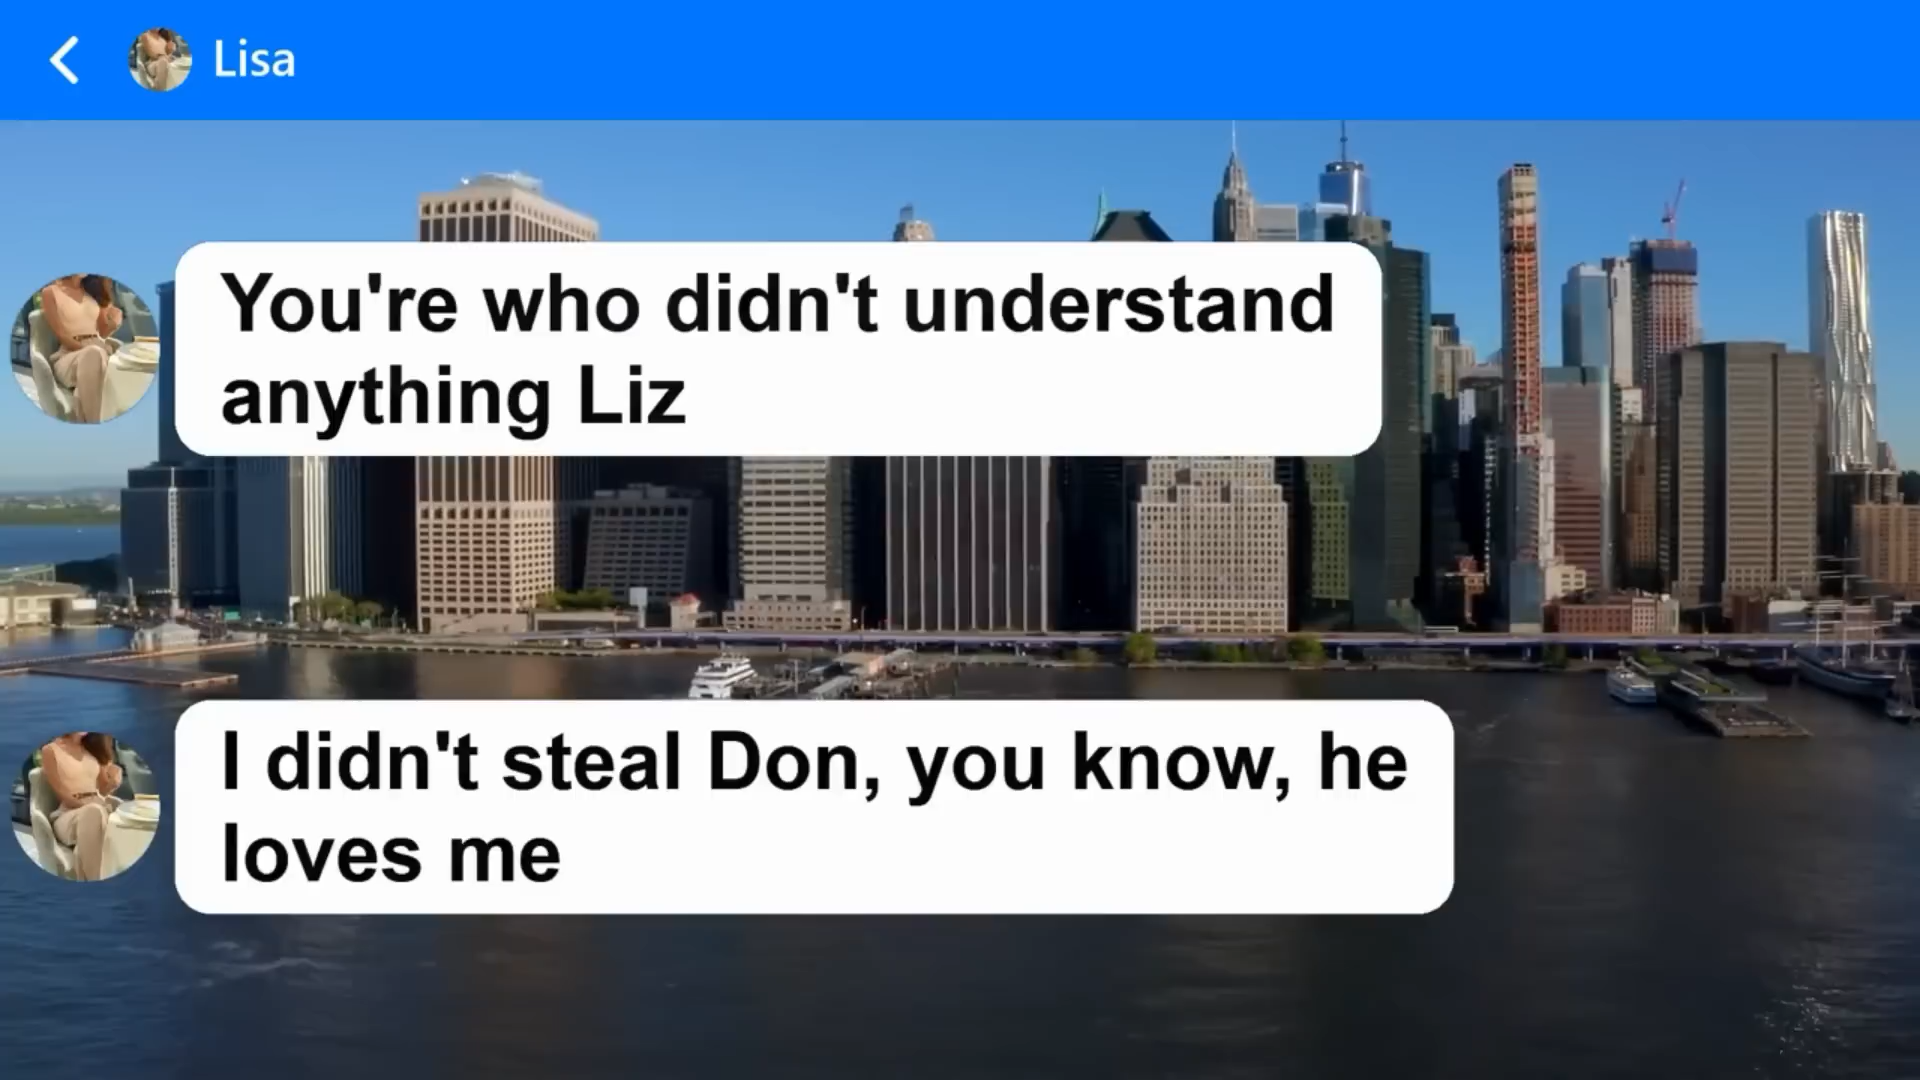 Lisa
You're who didn't understand
anything Liz
I didn't steal Don, you know, he
loves me